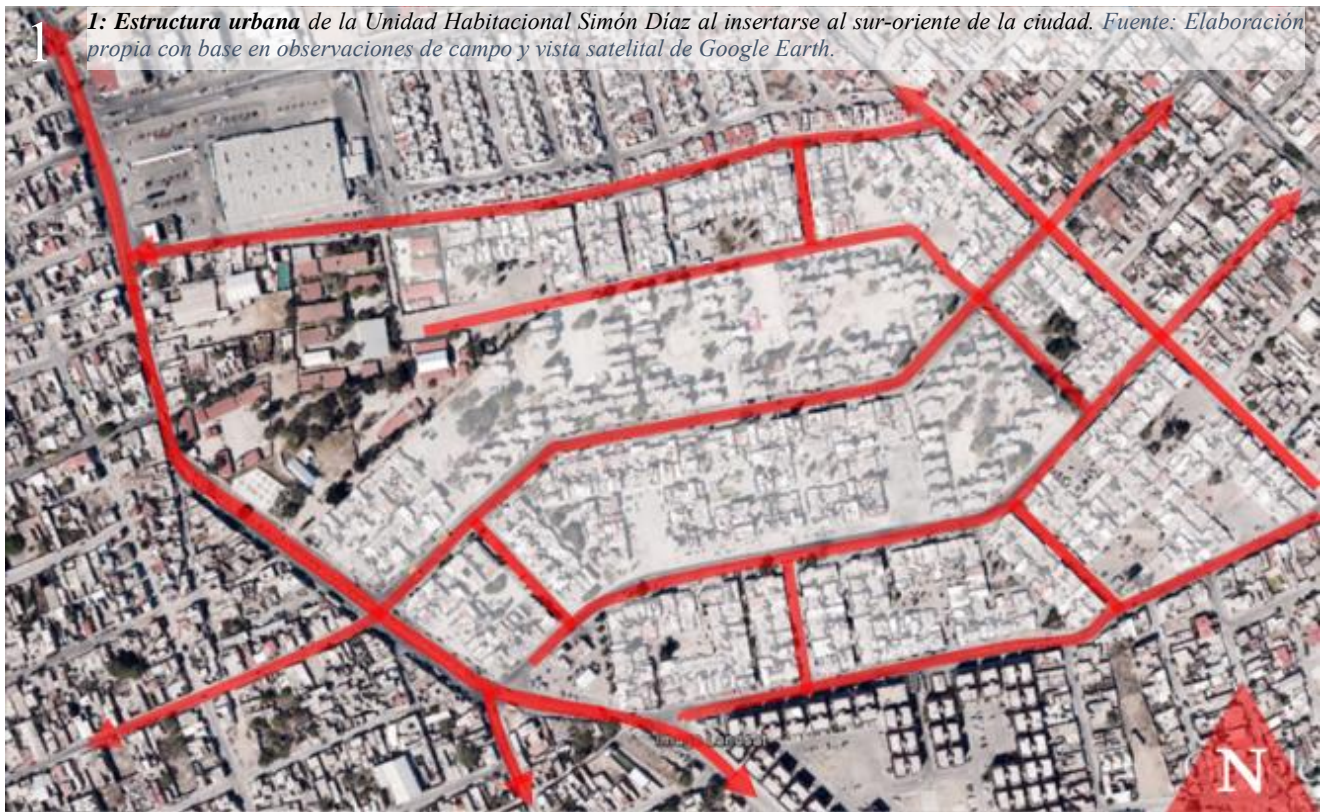 1
1: Estructura urbana de la Unidad Habitacional Simón Díaz al insertarse al sur-oriente de la ciudad. Fuente: Elaboración
propia con base en observaciones de campo y vista satelital de Google Earth.
N